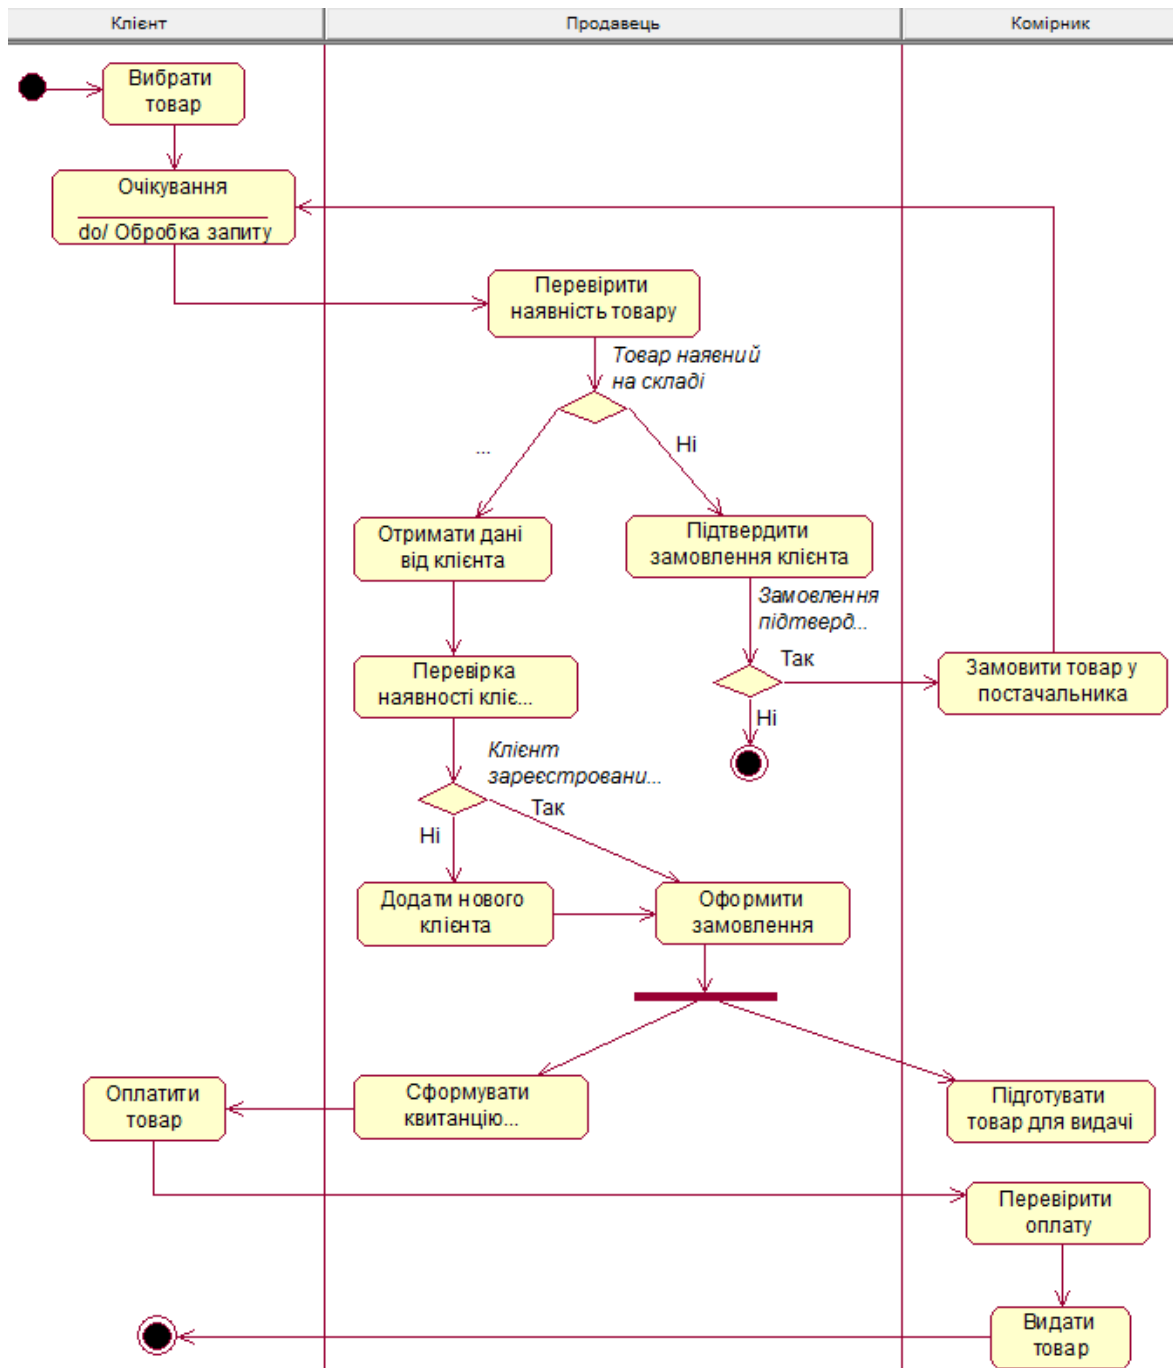 Клієнт
Продавець
Комірник
Вибрати
товар
Очікування
do/ Обробка запиту
Перевірити
наявність товару
Товар наявний
на складі
...
Ні
Отримати дані
від клієнта
Підтвердити
замовлення клієнта
Замовлення
підтверд...
Так
Ні
Замовити товар у
постачальника
Перевірка
наявності кліє...
Клієнт
зареєстровани...
Так
Ні
Додати нового
клієнта
Оформити
замовлення
Оплатити
товар
Сформувати
квитанцію...
Підготувати
товар для видачі
Перевірити
оплату
Видати
товар